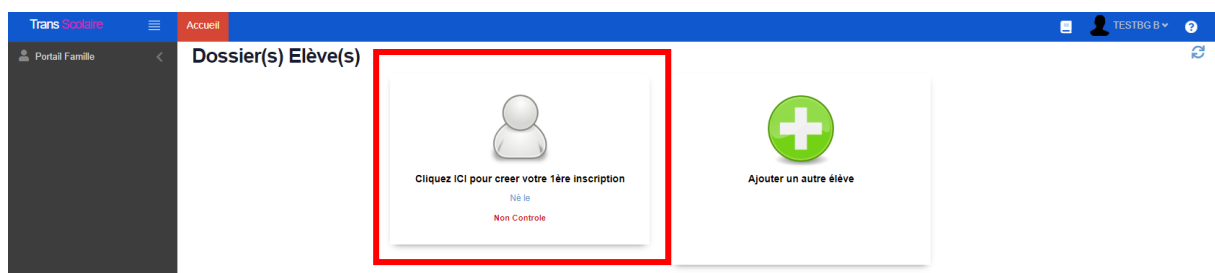 Trans Scolaire
Accueil
TESTBG B
Portail Famille
Dossier(s) Elève(s)
Cliquez ICI pour creer votre 1ère inscription
Né le
Non Controle
Ajouter un autre élève